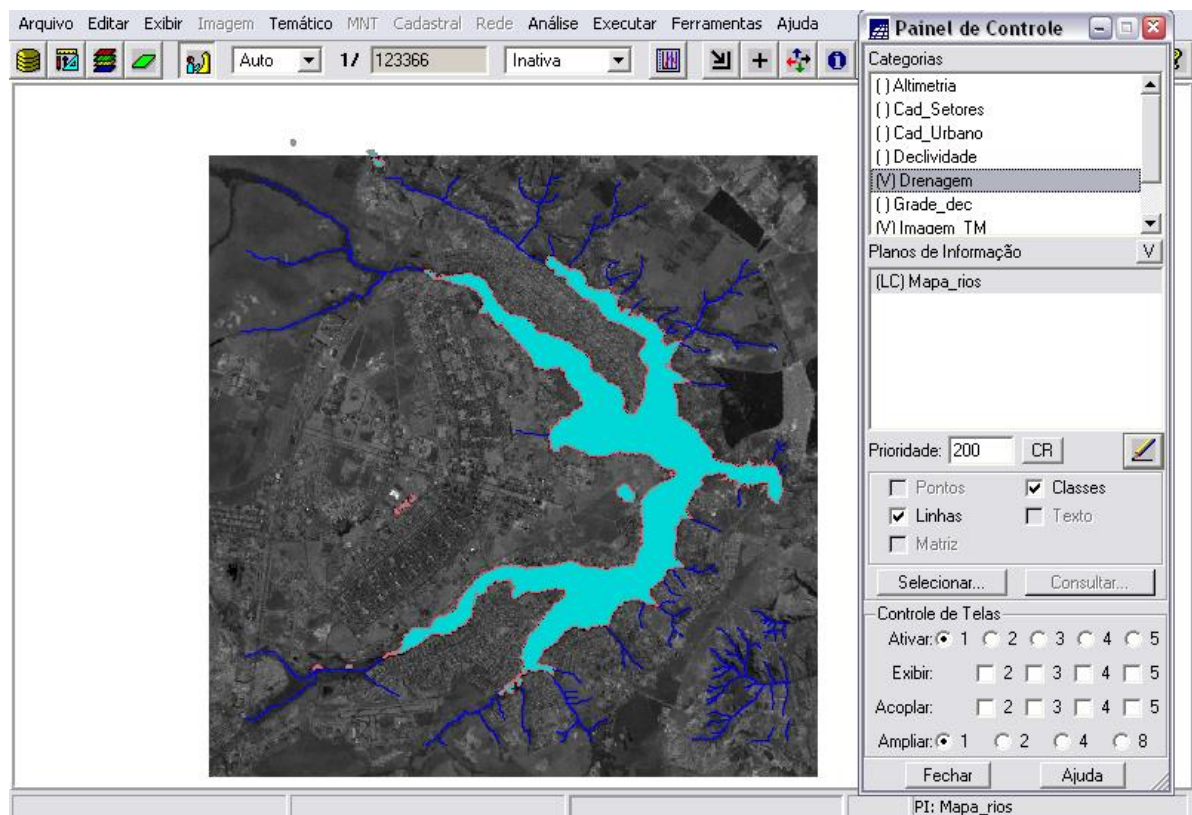 Arquivo Editar Exibir Imagem Temático MNT Cadastral Rede Análise Executar Ferramentas Ajuda
Auto 1/ 123366 Inativa
Painel de Controle
Categorias
( ) Altimetria
( ) Cad_Setores
( ) Cad_Urbano
( ) Declividade
(V) Drenagem
( ) Grade_dec
(V) Imagem_TM
Planos de Informação V
(LC) Mapa_rios
Prioridade: 200 CR
Pontos Classes
Linhas Texto
Matriz
Selecionar... Consultar...
Controle de Telas
Ativar: 1 2 3 4 5
Exibir: 2 3 4 5
Acoplar: 2 3 4 5
Ampliar: 1 2 4 8
Fechar Ajuda
PI: Mapa_rios